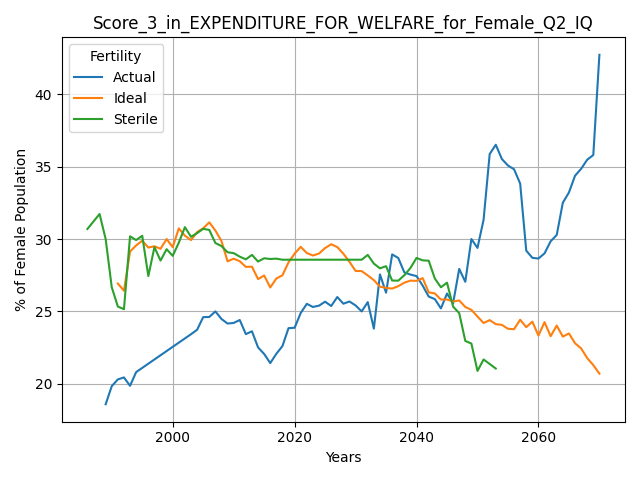 Score_3_in_EXPENDITURE_FOR_WELFARE_for_Female_Q2_IQ
Fertility
Actual
Ideal
Sterile
% of Female Population
40
35
30
25
20
2000
2020
2040
2060
Years